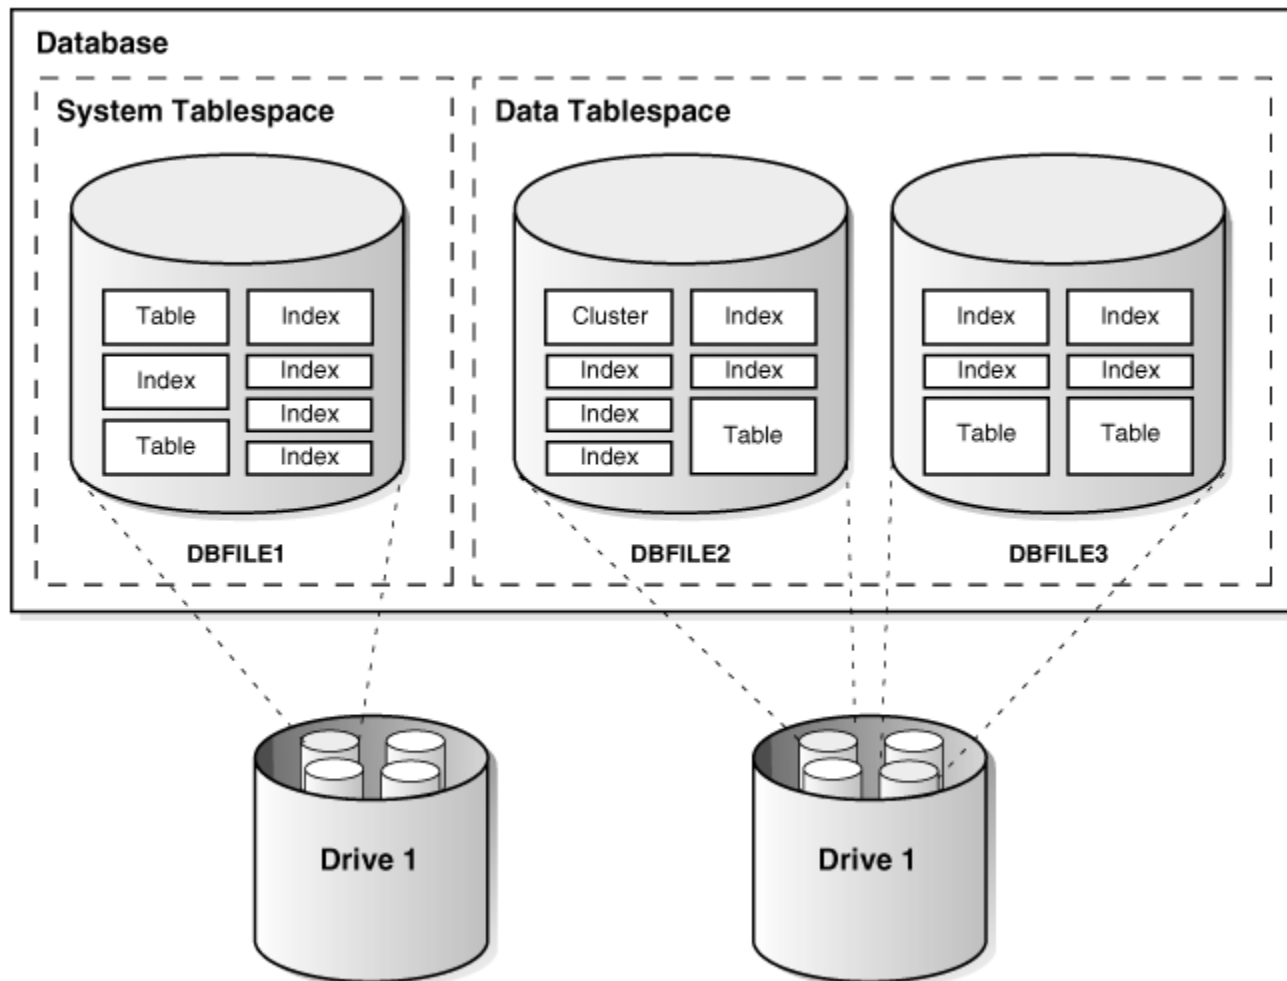 Database
System Tablespace
Table
Index
Index
Index
Index
Table
Index
DBFILE1
Data Tablespace
Cluster
Index
Index
Index
Index
Index
Index
Table
DBFILE2
Index
Index
Index
Index
Table
Table
DBFILE3
Drive 1
Drive 1